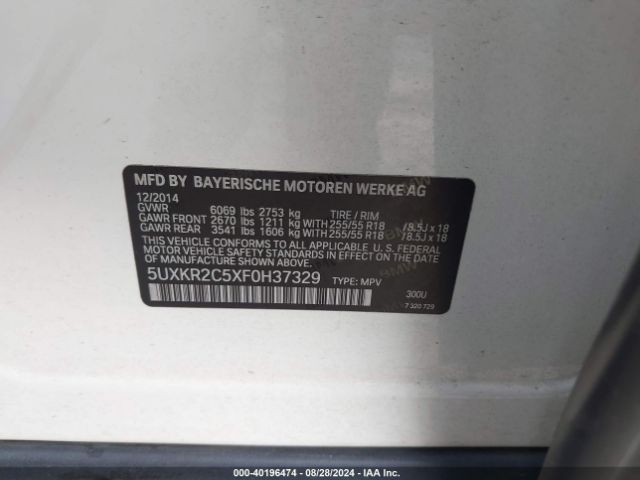 MFD BY BAYERISCHE MOTOREN WERKE AG
12/2014
GVWR 6069 lbs 2753 kg TIRE / RIM
GAWR FRONT 2670 lbs 1211 kg WITH 255/55 R18 / 8.5J x 18
GAWR REAR 3541 lbs 1606 kg WITH 255/55 R18 / 8.5J x 18
THIS VEHICLE CONFORMS TO ALL APPLICABLE U.S. FEDERAL
MOTOR VEHICLE SAFETY STANDARDS IN EFFECT ON
THE DATE OF MANUFACTURE SHOWN ABOVE.
5UXKR2C5XF0H37329 TYPE: MPV
300U
7 320 729
000-40196474 | 08/28/2024 - IAA Inc.